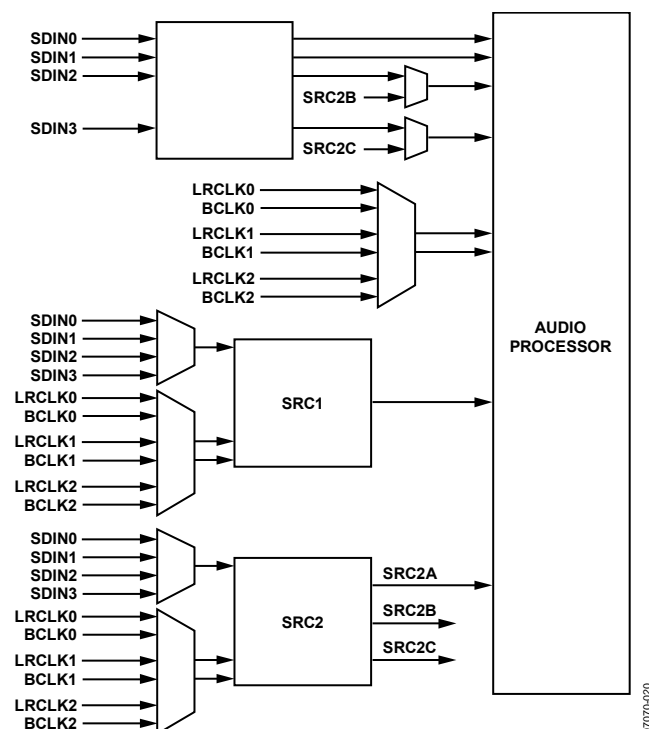 SDIN0
SDIN1
SDIN2
SRC2B
SDIN3
SRC2C
LRCLK0
BCLK0
LRCLK1
BCLK1
LRCLK2
BCLK2
AUDIO
PROCESSOR
SDIN0
SDIN1
SDIN2
SDIN3
LRCLK0
BCLK0
LRCLK1
BCLK1
LRCLK2
BCLK2
SRC1
SDIN0
SDIN1
SDIN2
SDIN3
LRCLK0
BCLK0
LRCLK1
BCLK1
LRCLK2
BCLK2
SRC2
SRC2A
SRC2B
SRC2C